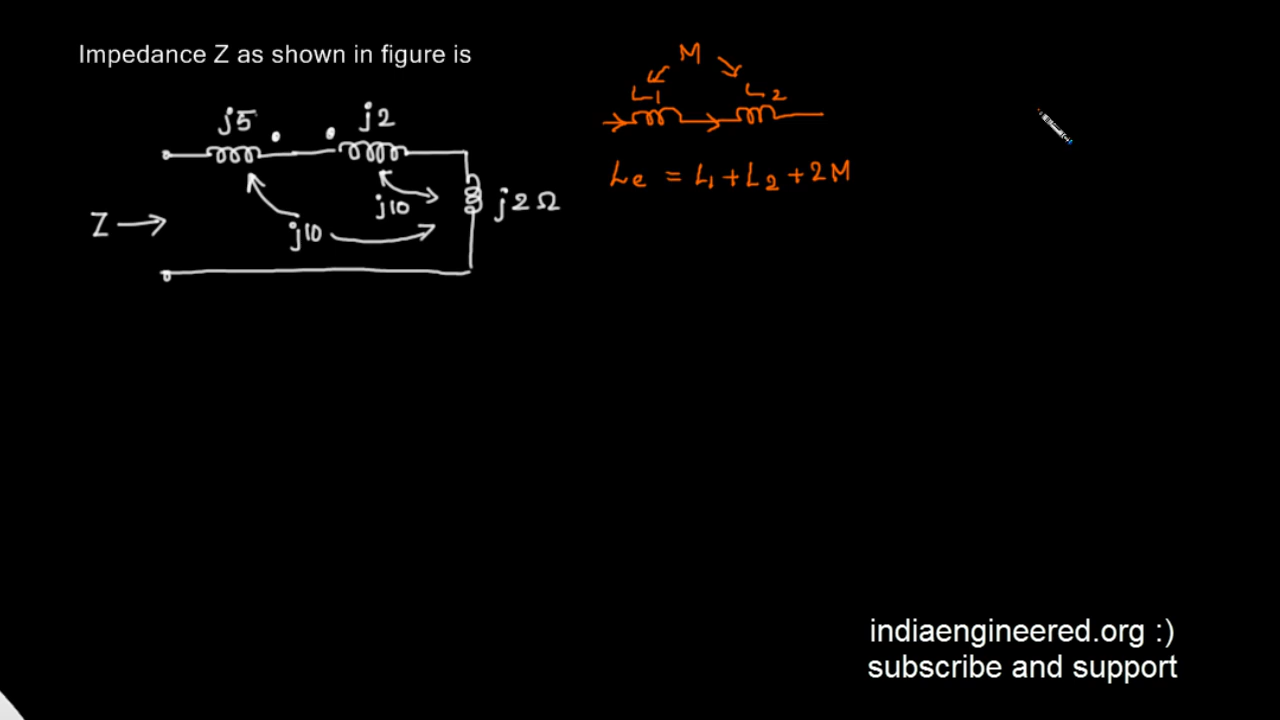 Impedance Z as shown in figure is
M
L1 L2
j5 j2
Le = L1 + L2 + 2M
j10 j2Ω
Z
j10
indiaengineered.org :)
subscribe and support